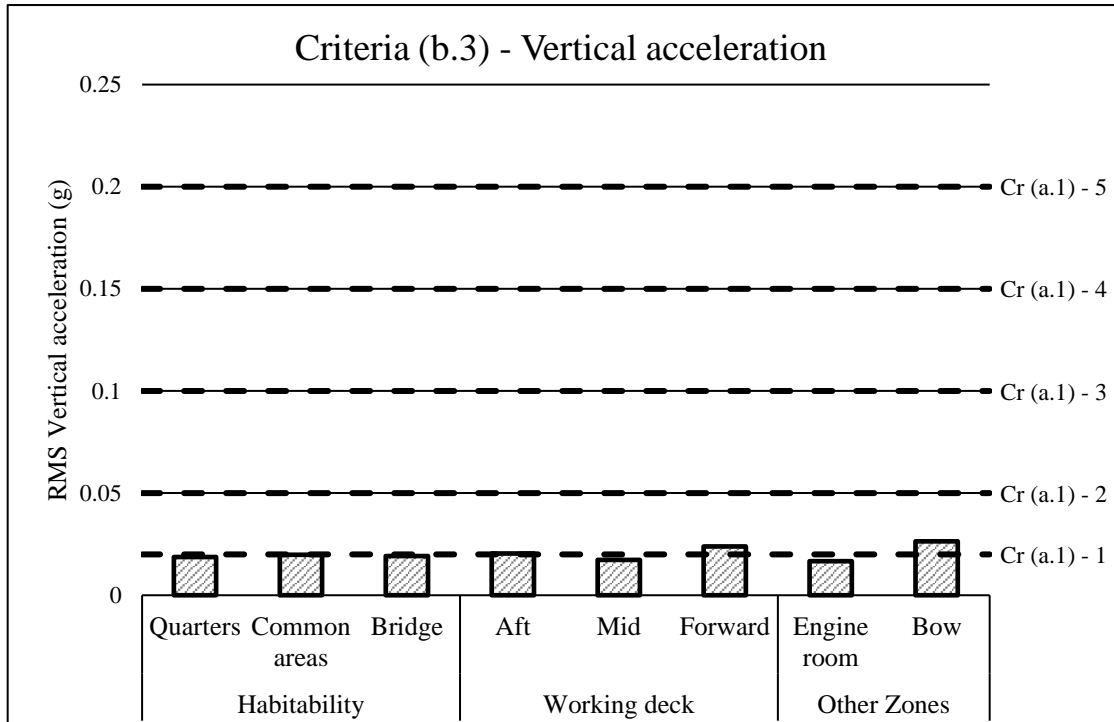 Criteria (b.3) - Vertical acceleration
RMS Vertical acceleration (g)
0.25
0.2
0.15
0.1
0.05
0
Cr (a.1) - 5
Cr (a.1) - 4
Cr (a.1) - 3
Cr (a.1) - 2
Cr (a.1) - 1
Quarters
Common
areas
Bridge
Aft
Mid
Forward
Engine
room
Bow
Habitability
Working deck
Other Zones